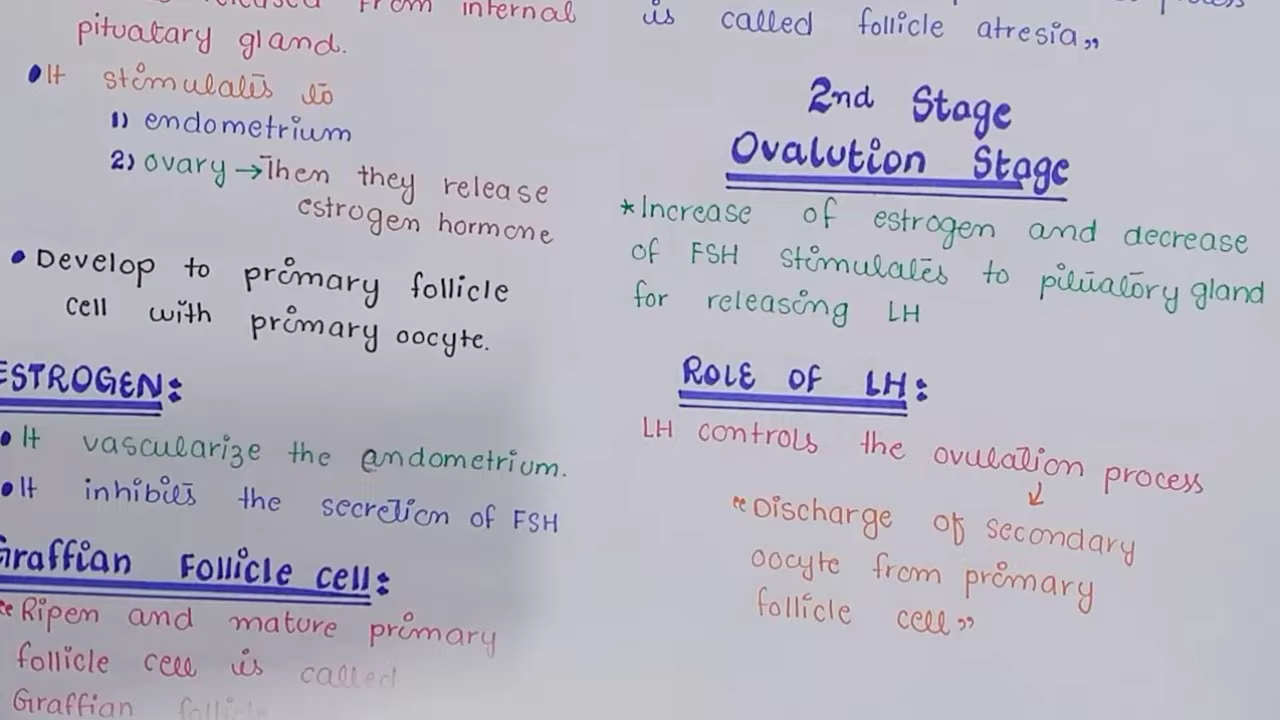 released from internal
pituatary gland.
•It stimulates to
1) endometrium
2) ovary →Then they release
estrogen hormone
• Develop to primary follicle
cell with primary oocyte.
ESTROGEN:
•It vascularize the endometrium.
•It inhibits the secretion of FSH
Graffian Follicle cell:
“Ripen and mature primary
follicle cell is called
Graffian follicle
is called follicle atresia”
2nd Stage
Ovalution Stage
*Increase of estrogen and decrease
of FSH stimulates to pituatory gland
for releasing LH
ROLE OF LH:
LH controls the ovulation process
↓
“Discharge of secondary
oocyte from primary
follicle cell”